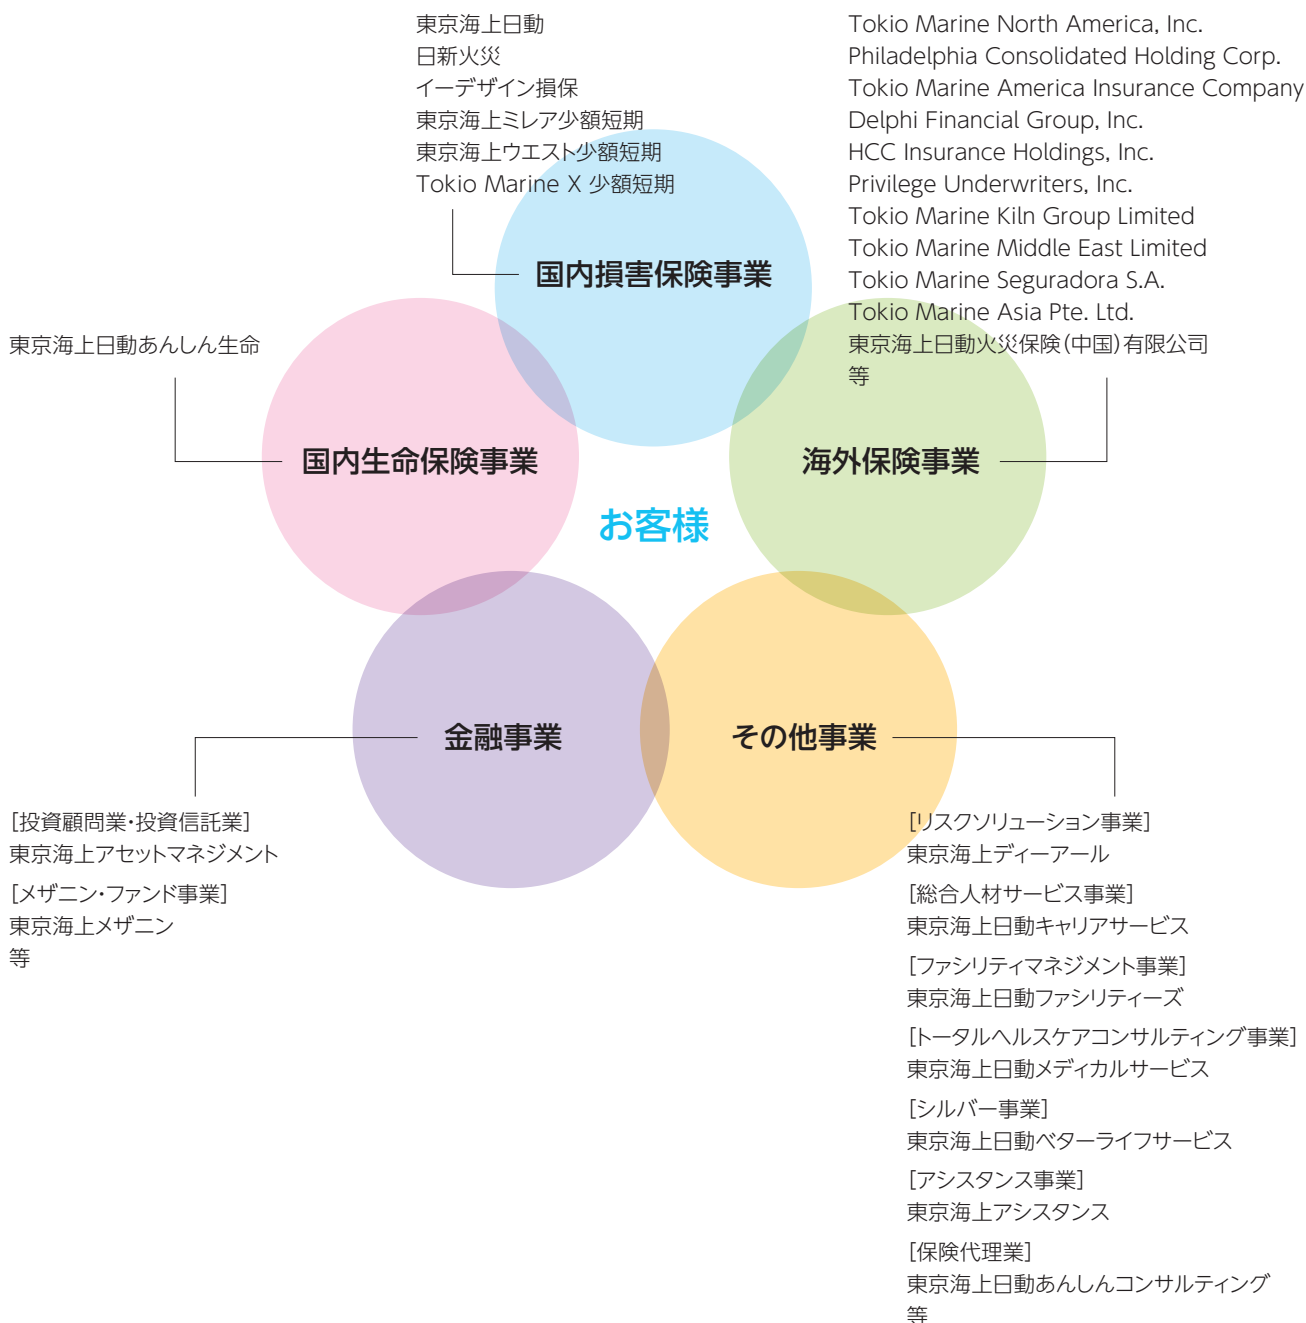 東京海上日動
日新火災
イーデザイン損保
東京海上ミレア少額短期
東京海上ウエスト少額短期
Tokio Marine X 少額短期
国内損害保険事業
Tokio Marine North America, Inc.
Philadelphia Consolidated Holding Corp.
Tokio Marine America Insurance Company
Delphi Financial Group, Inc.
HCC Insurance Holdings, Inc.
Privilege Underwriters, Inc.
Tokio Marine Kiln Group Limited
Tokio Marine Middle East Limited
Tokio Marine Seguradora S.A.
Tokio Marine Asia Pte. Ltd.
東京海上日動火災保険(中国)有限公司
等
海外保険事業
東京海上日動あんしん生命
国内生命保険事業
お客様
金融事業
[投資顧問業・投資信託業]
東京海上アセットマネジメント
[メザニン・ファンド事業]
東京海上メザニン
等
その他事業
[リスクソリューション事業]
東京海上ディーアール
[総合人材サービス事業]
東京海上日動キャリアサービス
[ファシリティマネジメント事業]
東京海上日動ファシリティーズ
[トータルヘルスケアコンサルティング事業]
東京海上日動メディカルサービス
[シルバー事業]
東京海上日動ベターライフサービス
[アシスタンス事業]
東京海上アシスタンス
[保険代理業]
東京海上日動あんしんコンサルティング
等